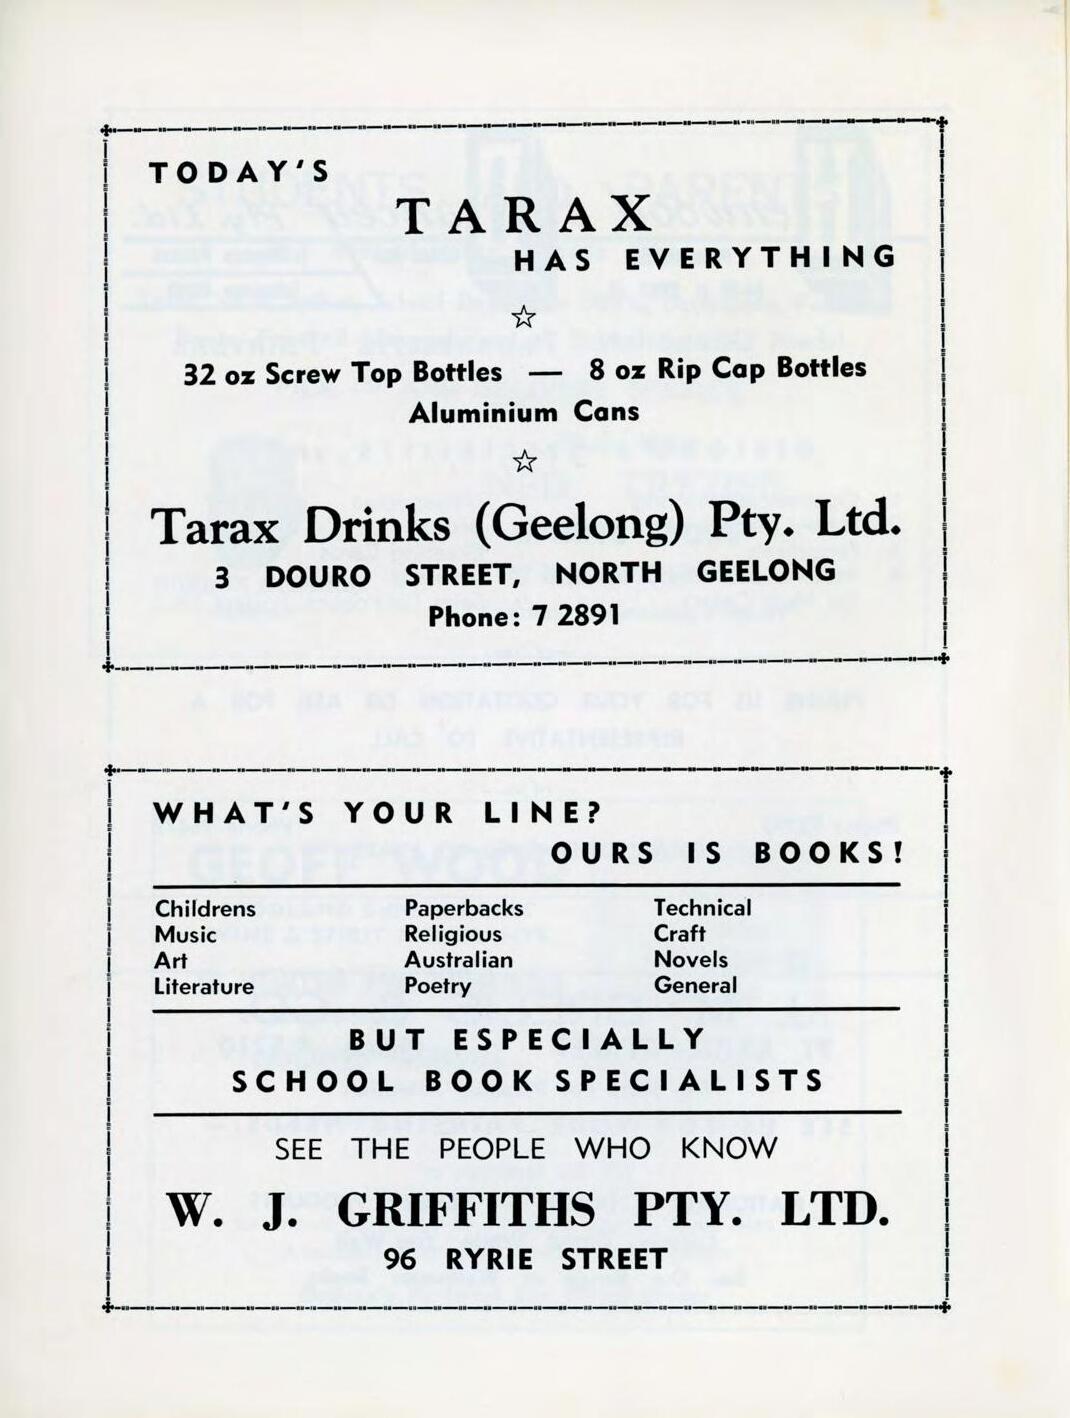 TODAY'S
TARAX
HAS EVERYTHING
32 oz Screw Top Bottles — 8 oz Rip Cap Bottles
Aluminium Cans
Tarax Drinks (Geelong) Pty. Ltd.
3 DOURO STREET, NORTH GEELONG
Phone: 7 2891
WHAT'S YOUR LINE?
OURS IS BOOKS!
Childrens Paperbacks Technical
Music Religious Craft
Art Australian Novels
Literature Poetry General
BUT ESPECIALLY
SCHOOL BOOK SPECIALISTS
SEE THE PEOPLE WHO KNOW
W. J. GRIFFITHS PTY. LTD.
96 RYRIE STREET